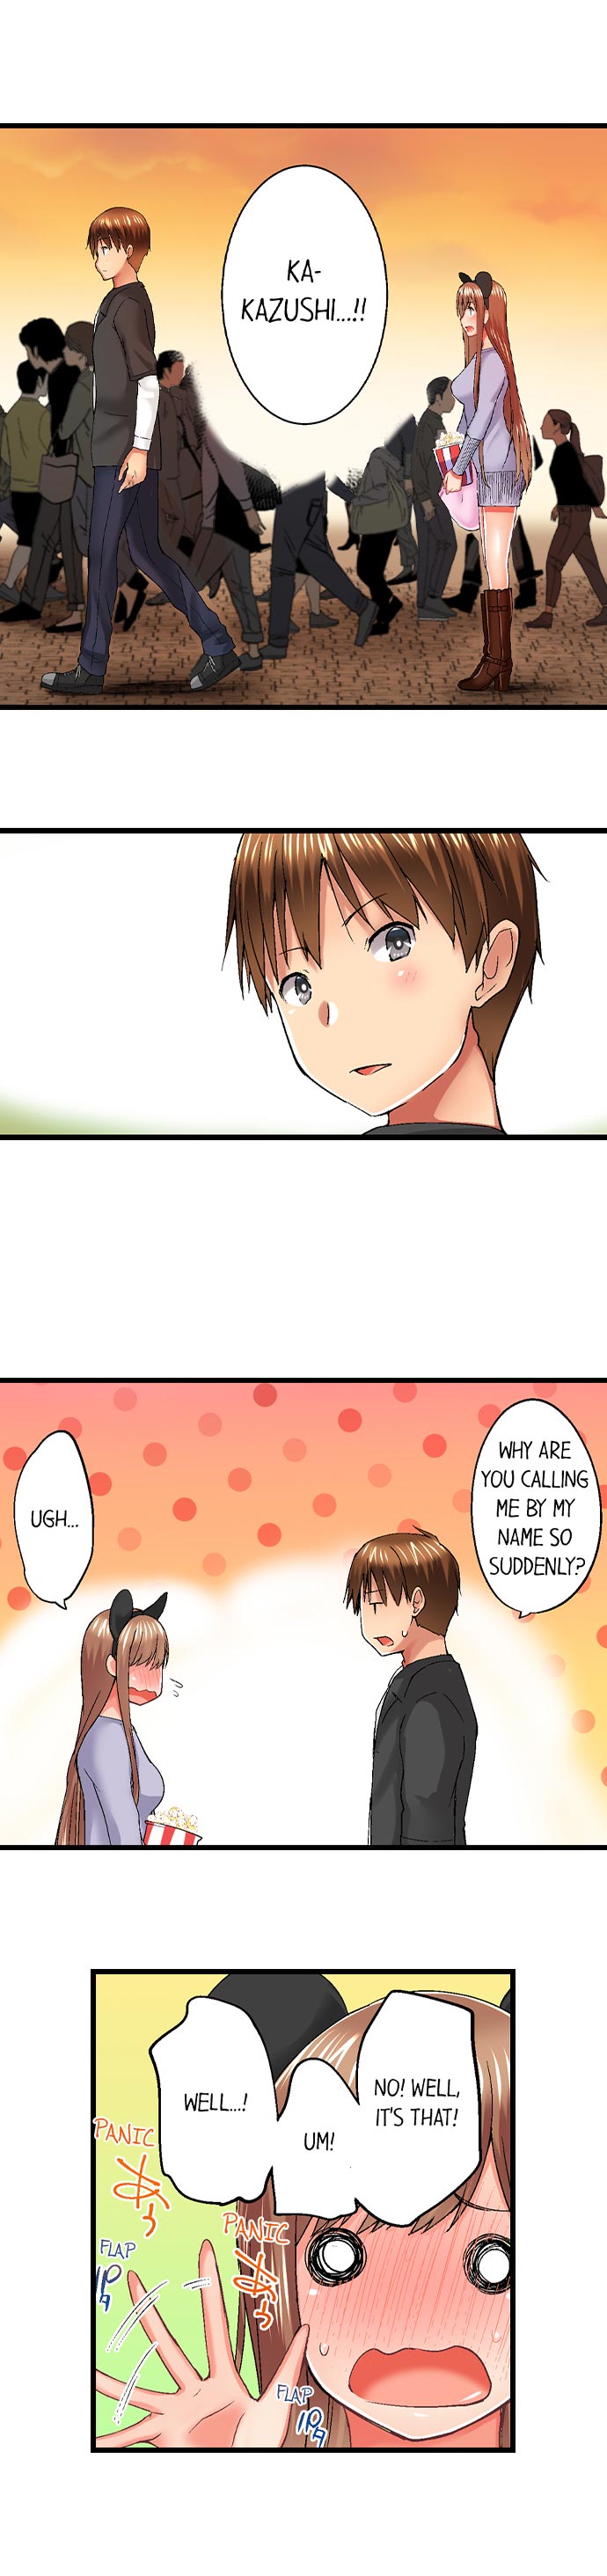 KA-
KAZUSHI...!!
WHY ARE
YOU CALLING
ME BY MY
NAME SO
SUDDENLY?
UGH...
NO! WELL,
IT'S THAT!
UM!
WELL...!
PANIC
PANIC
FLAP
FLAP